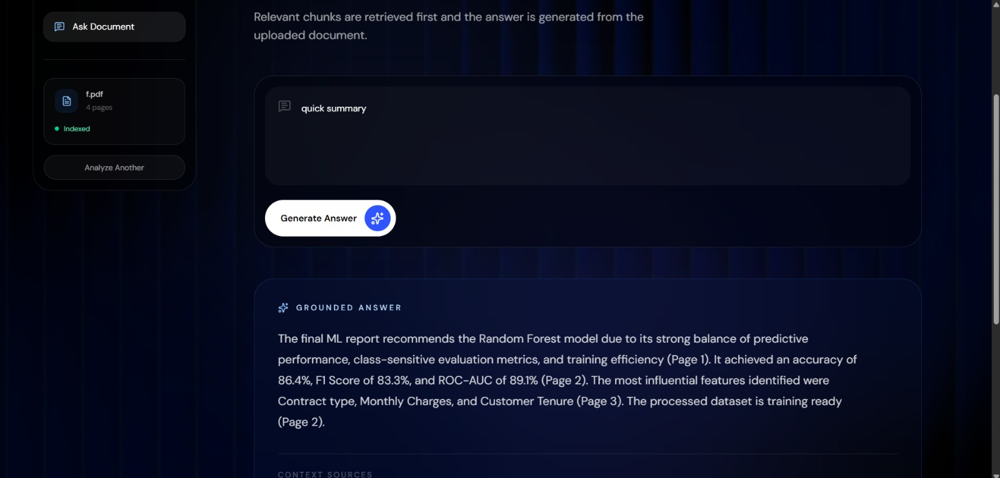 Ask Document
f.pdf
4 pages
Indexed
Analyze Another
Relevant chunks are retrieved first and the answer is generated from the
uploaded document.
quick summary
Generate Answer
GROUNDED ANSWER
The final ML report recommends the Random Forest model due to its strong balance of predictive
performance, class-sensitive evaluation metrics, and training efficiency (Page 1). It achieved an accuracy of
86.4%, F1 Score of 83.3%, and ROC-AUC of 89.1% (Page 2). The most influential features identified were
Contract type, Monthly Charges, and Customer Tenure (Page 3). The processed dataset is training ready
(Page 2).
CONTEXT SOURCES